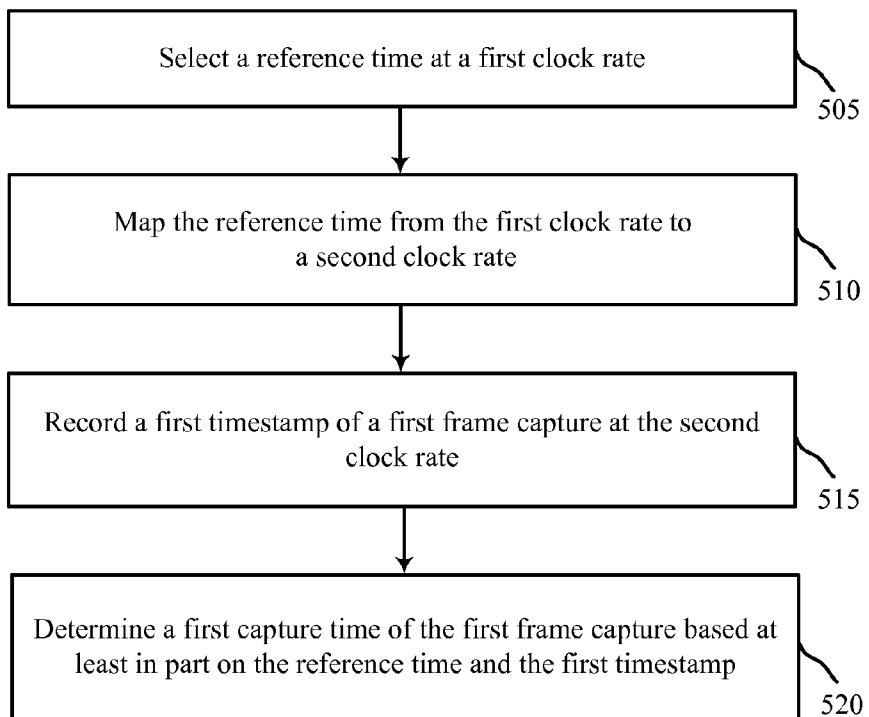 Select a reference time at a first clock rate
505
Map the reference time from the first clock rate to
a second clock rate
510
Record a first timestamp of a first frame capture at the second
clock rate
515
Determine a first capture time of the first frame capture based at
least in part on the reference time and the first timestamp
520